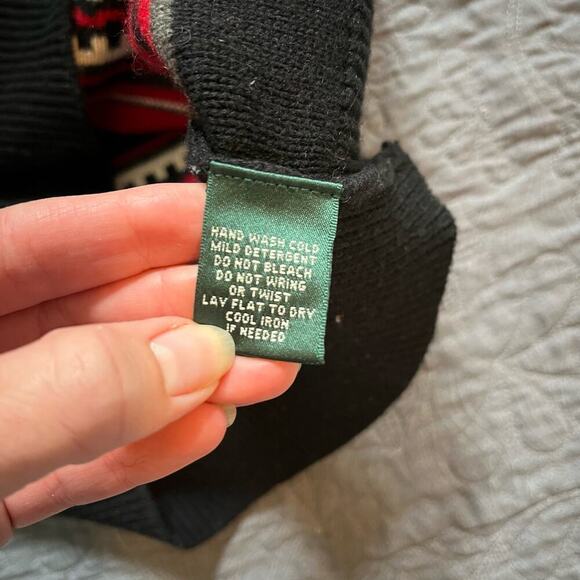 HAND WASH COLD
MILD DETERGENT
DO NOT BLEACH
DO NOT WRING
OR TWIST
LAY FLAT TO DRY
COOL IRON
IF NEEDED